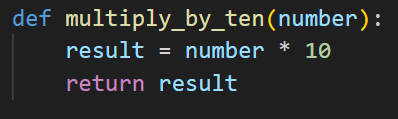 def multiply_by_ten(number):
    result = number * 10
    return result